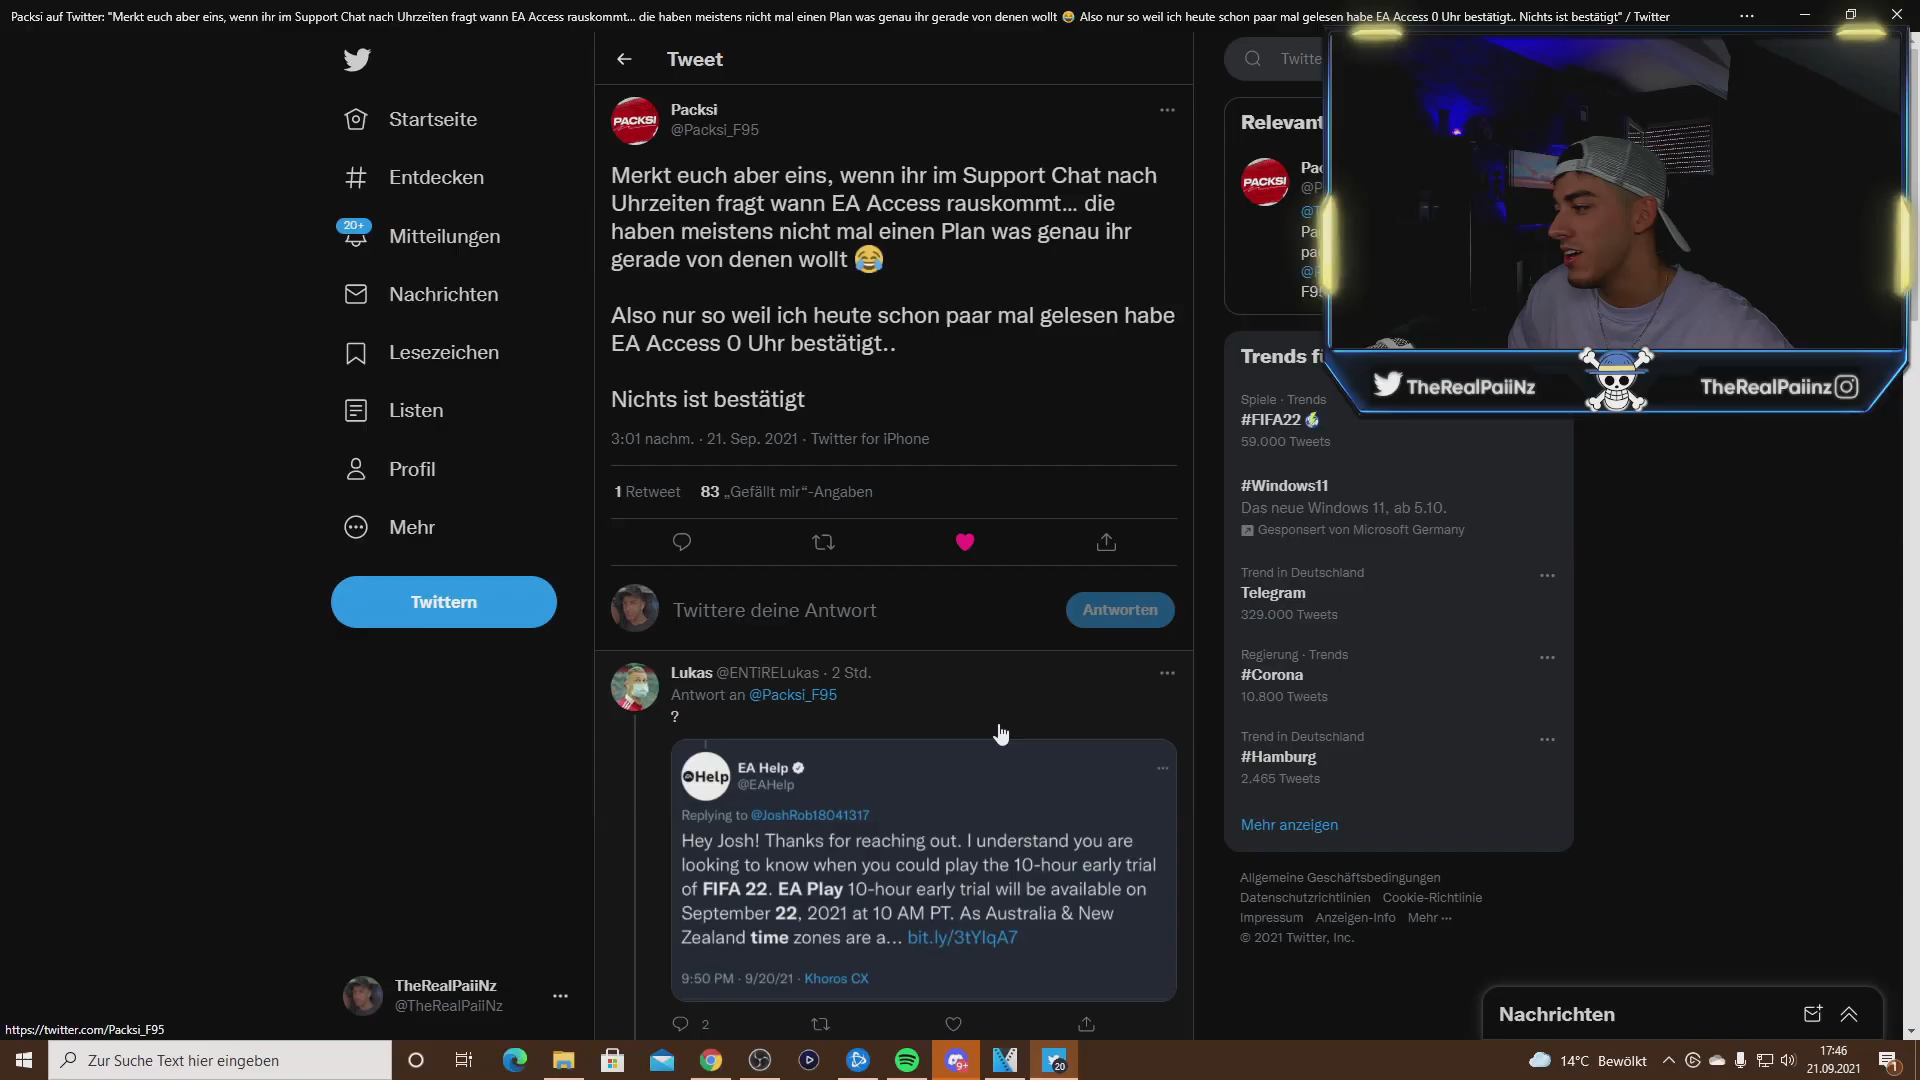 Packsi auf Twitter: "Merkt euch aber eins, wenn ihr im Support Chat nach Uhrzeiten fragt wann EA Access rauskommt... die haben meistens nicht mal einen Plan was genau ihr gerade von denen wollt 😂 Also nur so weil ich heute schon paar mal gelesen habe EA Access 0 Uhr bestätigt.. Nichts ist bestätigt" / Twitter
Startseite
Entdecken
20+
Mitteilungen
Nachrichten
Lesezeichen
Listen
Profil
Mehr
Twittern
TheRealPaiiNz
@TheRealPaiiNz
https://twitter.com/Packsi_F95
Tweet
PACKSI
Packsi
@Packsi_F95
Merkt euch aber eins, wenn ihr im Support Chat nach
Uhrzeiten fragt wann EA Access rauskommt... die
haben meistens nicht mal einen Plan was genau ihr
gerade von denen wollt 😂
Also nur so weil ich heute schon paar mal gelesen habe
EA Access 0 Uhr bestätigt..
Nichts ist bestätigt
3:01 nachm. · 21. Sep. 2021 · Twitter for iPhone
1 Retweet 83 „Gefällt mir“-Angaben
Twittere deine Antwort
Antworten
Lukas @ENTiRELukas · 2 Std.
Antwort an @Packsi_F95
?
Help
EA Help
@EAHelp
Replying to @JoshRob18041317
Hey Josh! Thanks for reaching out. I understand you are
looking to know when you could play the 10-hour early trial
of FIFA 22. EA Play 10-hour early trial will be available on
September 22, 2021 at 10 AM PT. As Australia & New
Zealand time zones are a... bit.ly/3tYIqA7
9:50 PM · 9/20/21 · Khoros CX
2
Twitte
Relevant
PACKSI
Pac
@P
@T
Pa
pa
@F
F9
TheRealPaiiNz
TheRealPaiinz
Trends f
Spiele · Trends
#FIFA22
59.000 Tweets
#Windows11
Das neue Windows 11, ab 5.10.
Gesponsert von Microsoft Germany
Trend in Deutschland
Telegram
329.000 Tweets
Regierung · Trends
#Corona
10.800 Tweets
Trend in Deutschland
#Hamburg
2.465 Tweets
Mehr anzeigen
Allgemeine Geschäftsbedingungen
Datenschutzrichtlinien Cookie-Richtlinie
Impressum Anzeigen-Info Mehr ···
© 2021 Twitter, Inc.
Nachrichten
Zur Suche Text hier eingeben
9+
20
14°C Bewölkt
17:46
21.09.2021
1